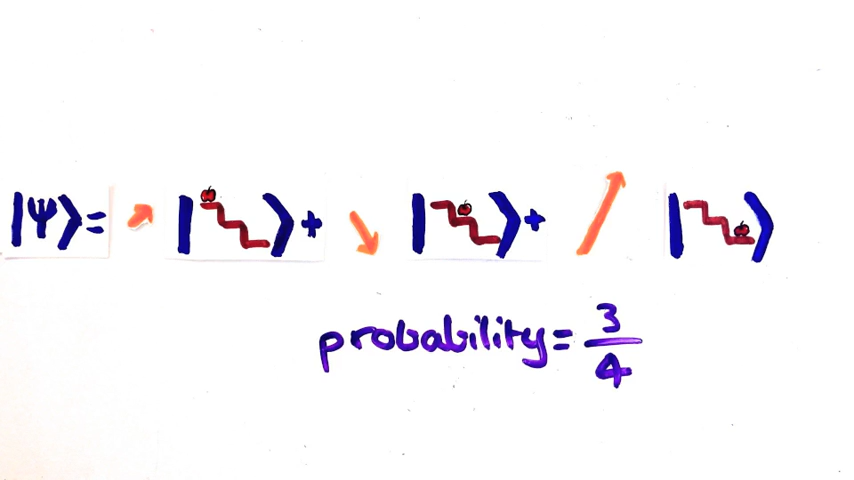 |Ψ⟩= | ⟩+ | ⟩+ | ⟩
probability= 3/4